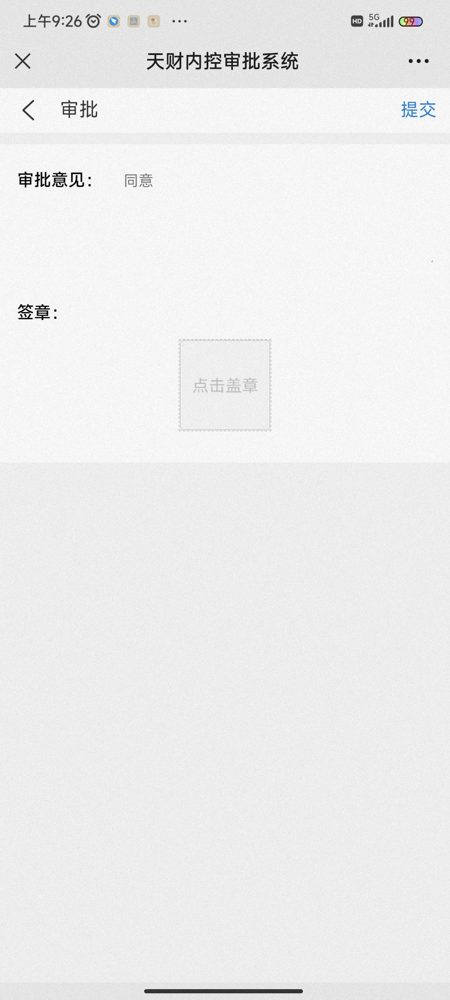 上午9:26 HD 5G 99
天财内控审批系统
审批 提交
审批意见： 同意
签章：
点击盖章